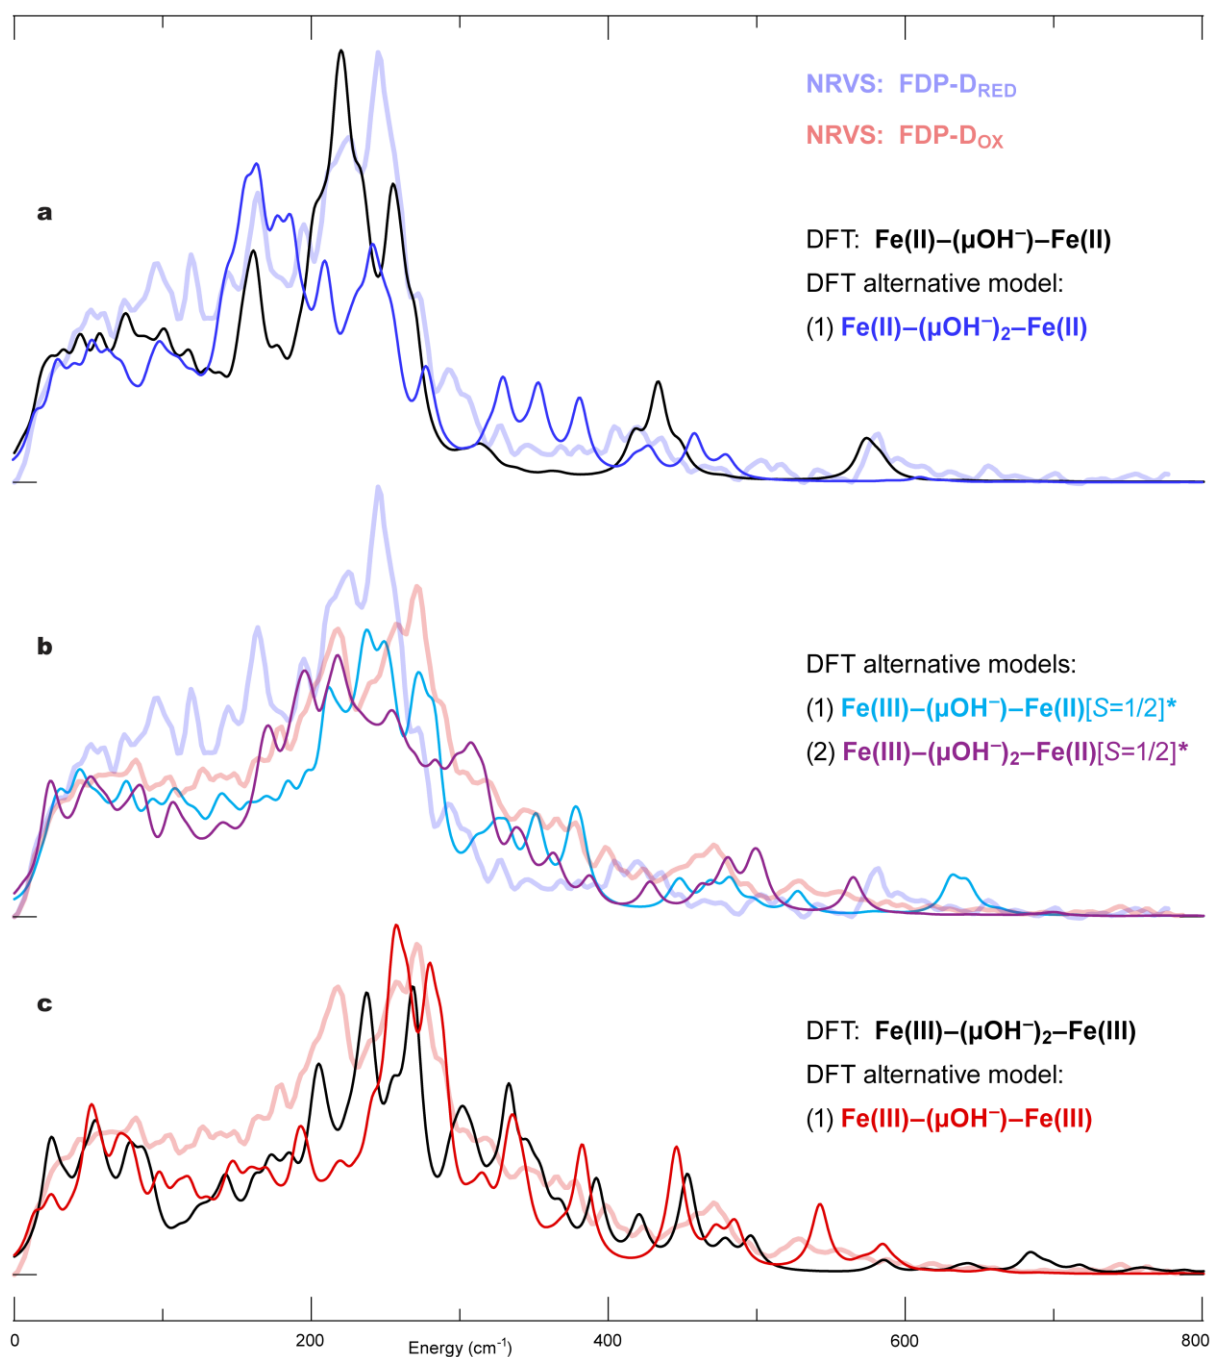 NRVS: FDP-D_RED
NRVS: FDP-D_OX
a
DFT: Fe(II)–(µOH⁻)–Fe(II)
DFT alternative model:
(1) Fe(II)–(µOH⁻)₂–Fe(II)
b
DFT alternative models:
(1) Fe(III)–(µOH⁻)–Fe(II)[S=1/2]*
(2) Fe(III)–(µOH⁻)₂–Fe(II)[S=1/2]*
c
DFT: Fe(III)–(µOH⁻)₂–Fe(III)
DFT alternative model:
(1) Fe(III)–(µOH⁻)–Fe(III)
0 200 400 600 800
Energy (cm⁻¹)